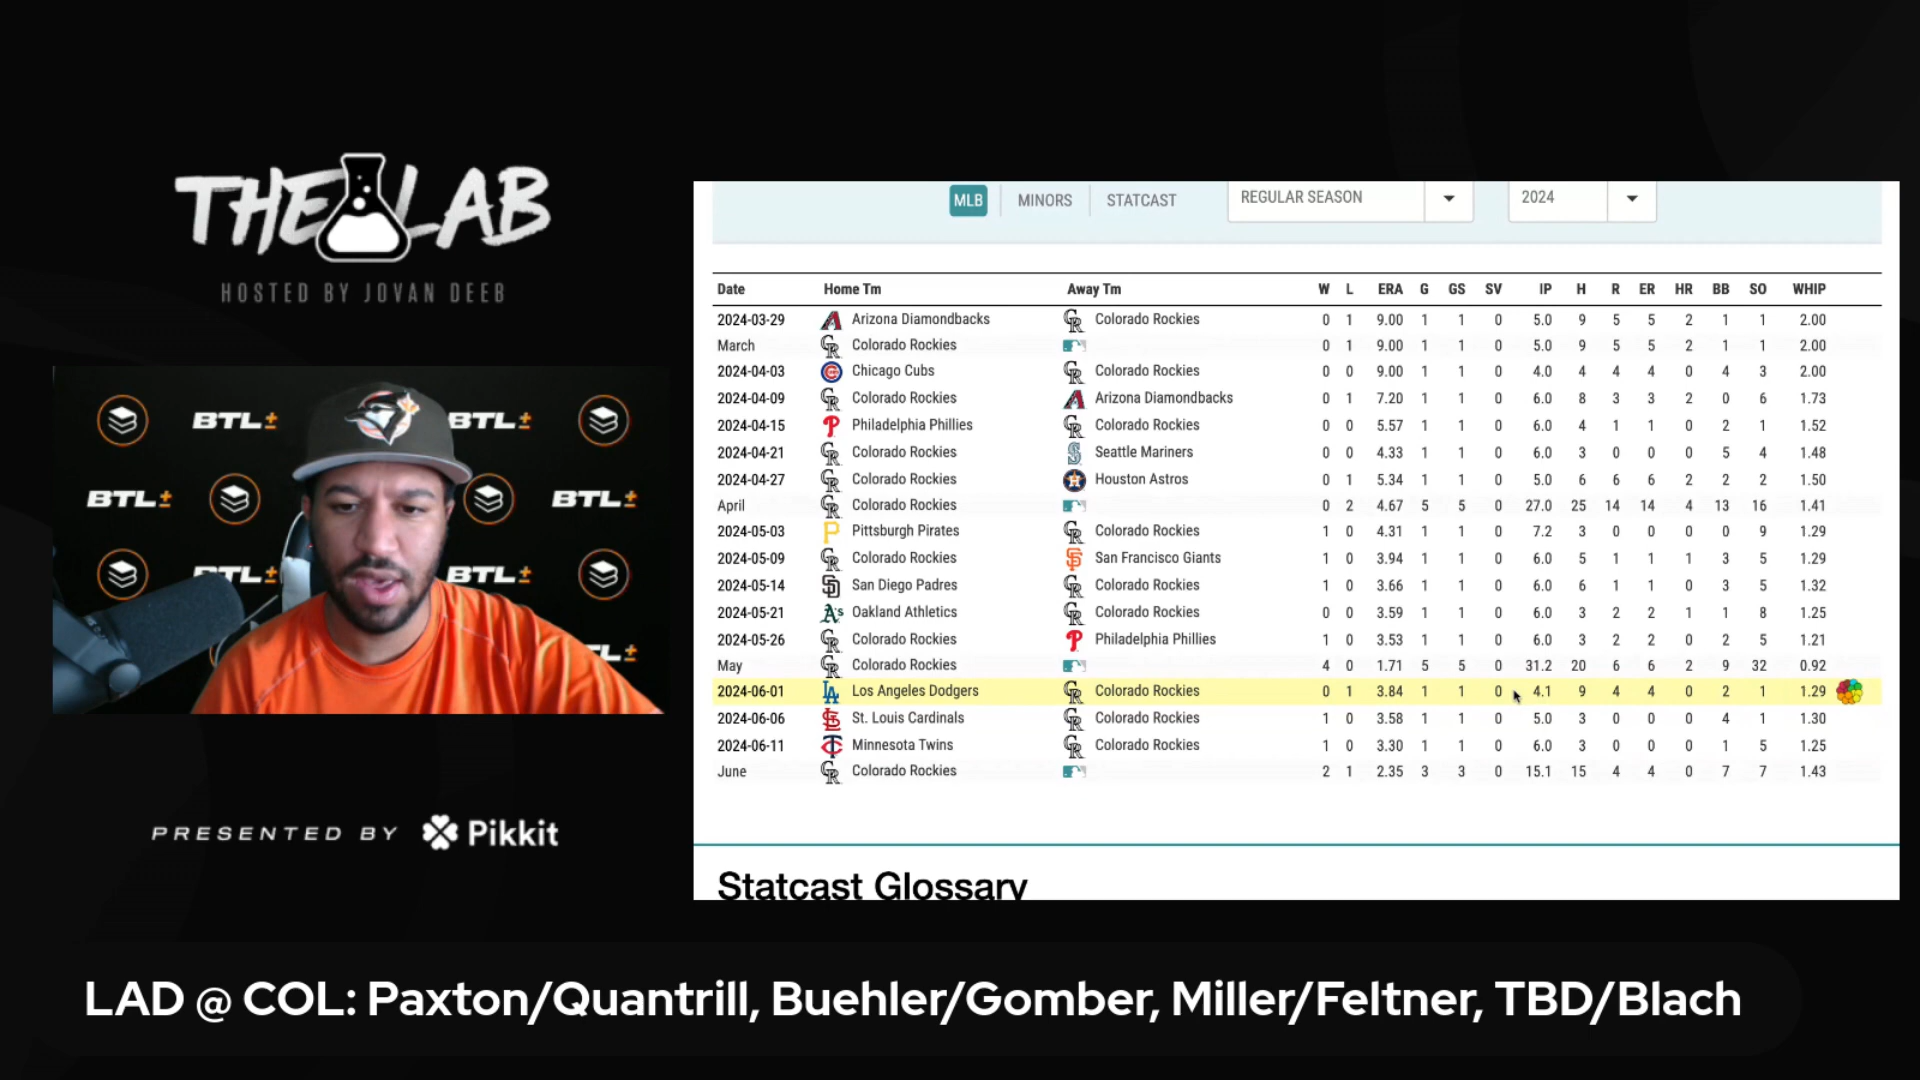 THE LAB
HOSTED BY JOVAN DEEB
BTL± BTL±
BTL± BTL±
BTL± BTL±
PRESENTED BY Pikkit
MLB MINORS STATCAST REGULAR SEASON 2024
Date Home Tm Away Tm W L ERA G GS SV IP H R ER HR BB SO WHIP
2024-03-29 Arizona Diamondbacks Colorado Rockies 0 1 9.00 1 1 0 5.0 9 5 5 2 1 1 2.00
March Colorado Rockies 0 1 9.00 1 1 0 5.0 9 5 5 2 1 1 2.00
2024-04-03 Chicago Cubs Colorado Rockies 0 0 9.00 1 1 0 4.0 4 4 4 0 4 3 2.00
2024-04-09 Colorado Rockies Arizona Diamondbacks 0 1 7.20 1 1 0 6.0 8 3 3 2 0 6 1.73
2024-04-15 Philadelphia Phillies Colorado Rockies 0 0 5.57 1 1 0 6.0 4 1 1 0 2 1 1.52
2024-04-21 Colorado Rockies Seattle Mariners 0 0 4.33 1 1 0 6.0 3 0 0 0 5 4 1.48
2024-04-27 Colorado Rockies Houston Astros 0 1 5.34 1 1 0 5.0 6 6 6 2 2 2 1.50
April Colorado Rockies 0 2 4.67 5 5 0 27.0 25 14 14 4 13 16 1.41
2024-05-03 Pittsburgh Pirates Colorado Rockies 1 0 4.31 1 1 0 7.2 3 0 0 0 0 9 1.29
2024-05-09 Colorado Rockies San Francisco Giants 1 0 3.94 1 1 0 6.0 5 1 1 1 3 5 1.29
2024-05-14 San Diego Padres Colorado Rockies 1 0 3.66 1 1 0 6.0 6 1 1 0 3 5 1.32
2024-05-21 Oakland Athletics Colorado Rockies 0 0 3.59 1 1 0 6.0 3 2 2 1 1 8 1.25
2024-05-26 Colorado Rockies Philadelphia Phillies 1 0 3.53 1 1 0 6.0 3 2 2 0 2 5 1.21
May Colorado Rockies 4 0 1.71 5 5 0 31.2 20 6 6 2 9 32 0.92
2024-06-01 Los Angeles Dodgers Colorado Rockies 0 1 3.84 1 1 0 4.1 9 4 4 0 2 1 1.29
2024-06-06 St. Louis Cardinals Colorado Rockies 1 0 3.58 1 1 0 5.0 3 0 0 0 4 1 1.30
2024-06-11 Minnesota Twins Colorado Rockies 1 0 3.30 1 1 0 6.0 3 0 0 0 1 5 1.25
June Colorado Rockies 2 1 2.35 3 3 0 15.1 15 4 4 0 7 7 1.43
Statcast Glossary
LAD @ COL: Paxton/Quantrill, Buehler/Gomber, Miller/Feltner, TBD/Blach